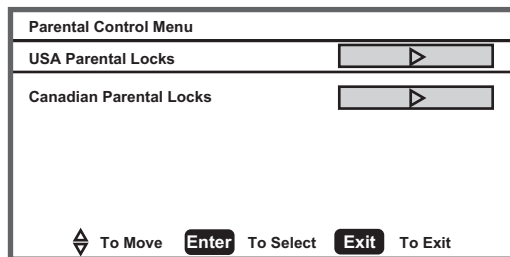 Parental Control Menu
USA Parental Locks
Canadian Parental Locks
To Move Enter To Select Exit To Exit